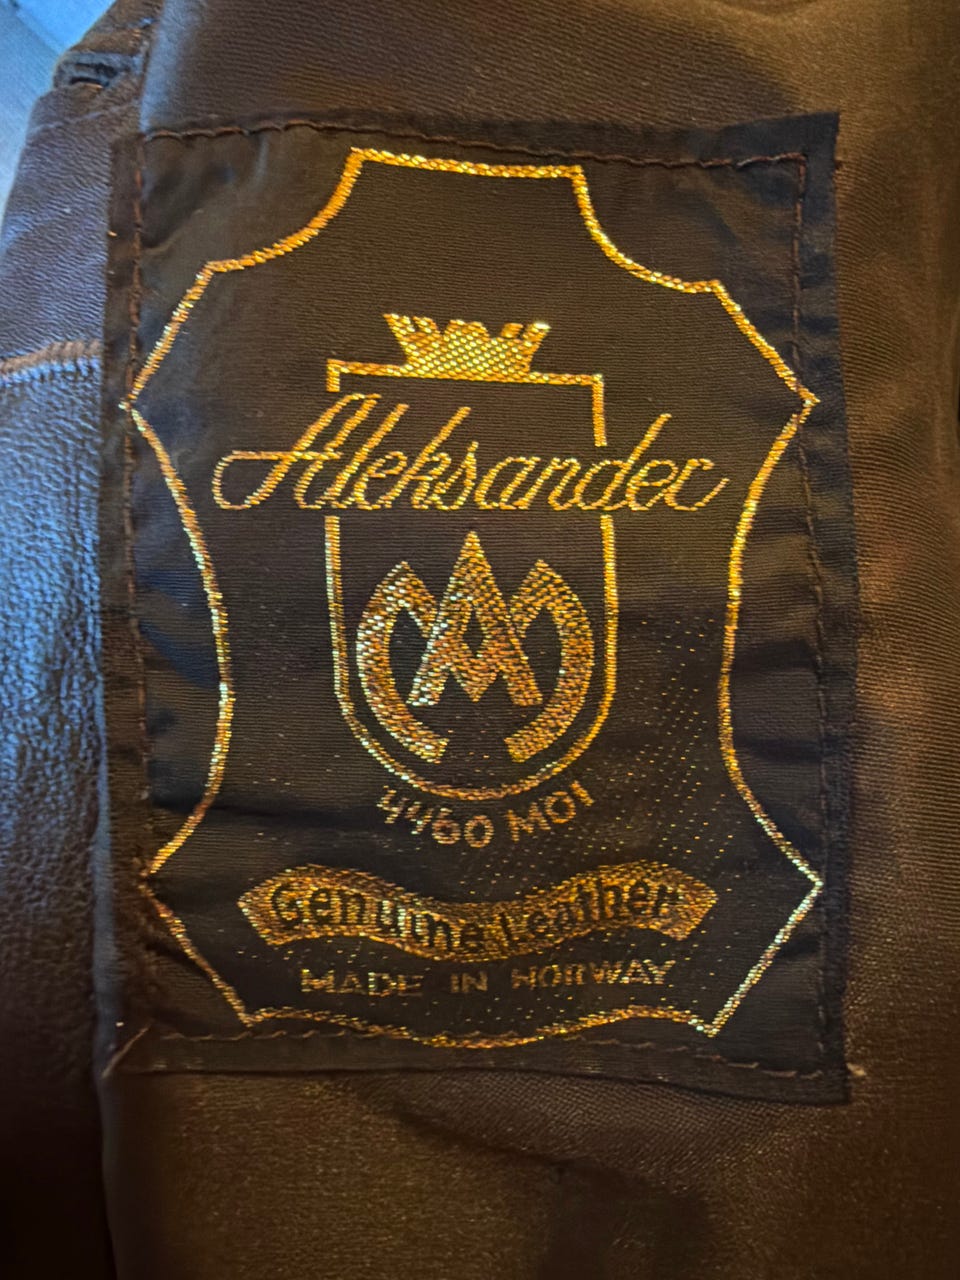 Aleksander
4460 MOI
Genuine Leather
MADE IN NORWAY